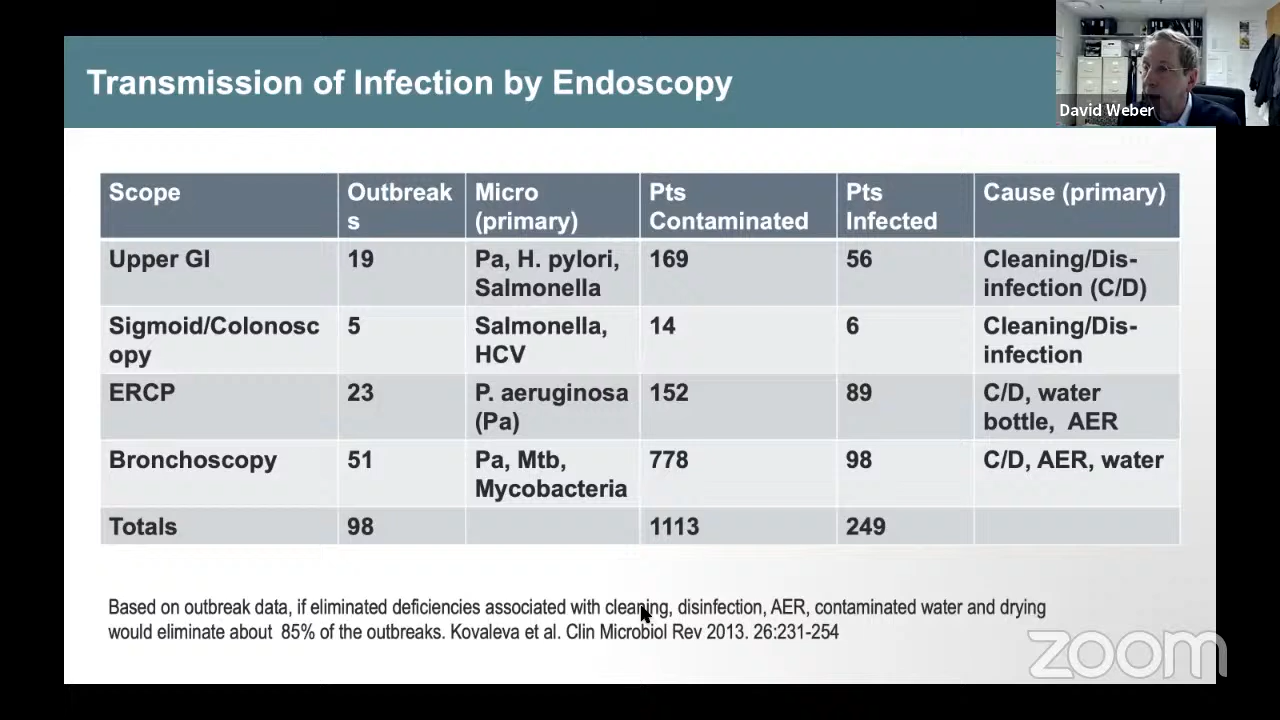 Transmission of Infection by Endoscopy
David Weber
Scope
Outbreak
s
Micro
(primary)
Pts
Contaminated
Pts
Infected
Cause (primary)
Upper GI
19
Pa, H. pylori,
Salmonella
169
56
Cleaning/Dis-
infection (C/D)
Sigmoid/Colonosc
opy
5
Salmonella,
HCV
14
6
Cleaning/Dis-
infection
ERCP
23
P. aeruginosa
(Pa)
152
89
C/D, water
bottle, AER
Bronchoscopy
51
Pa, Mtb,
Mycobacteria
778
98
C/D, AER, water
Totals
98
1113
249
Based on outbreak data, if eliminated deficiencies associated with cleaning, disinfection, AER, contaminated water and drying
would eliminate about 85% of the outbreaks. Kovaleva et al. Clin Microbiol Rev 2013. 26:231-254
zoom